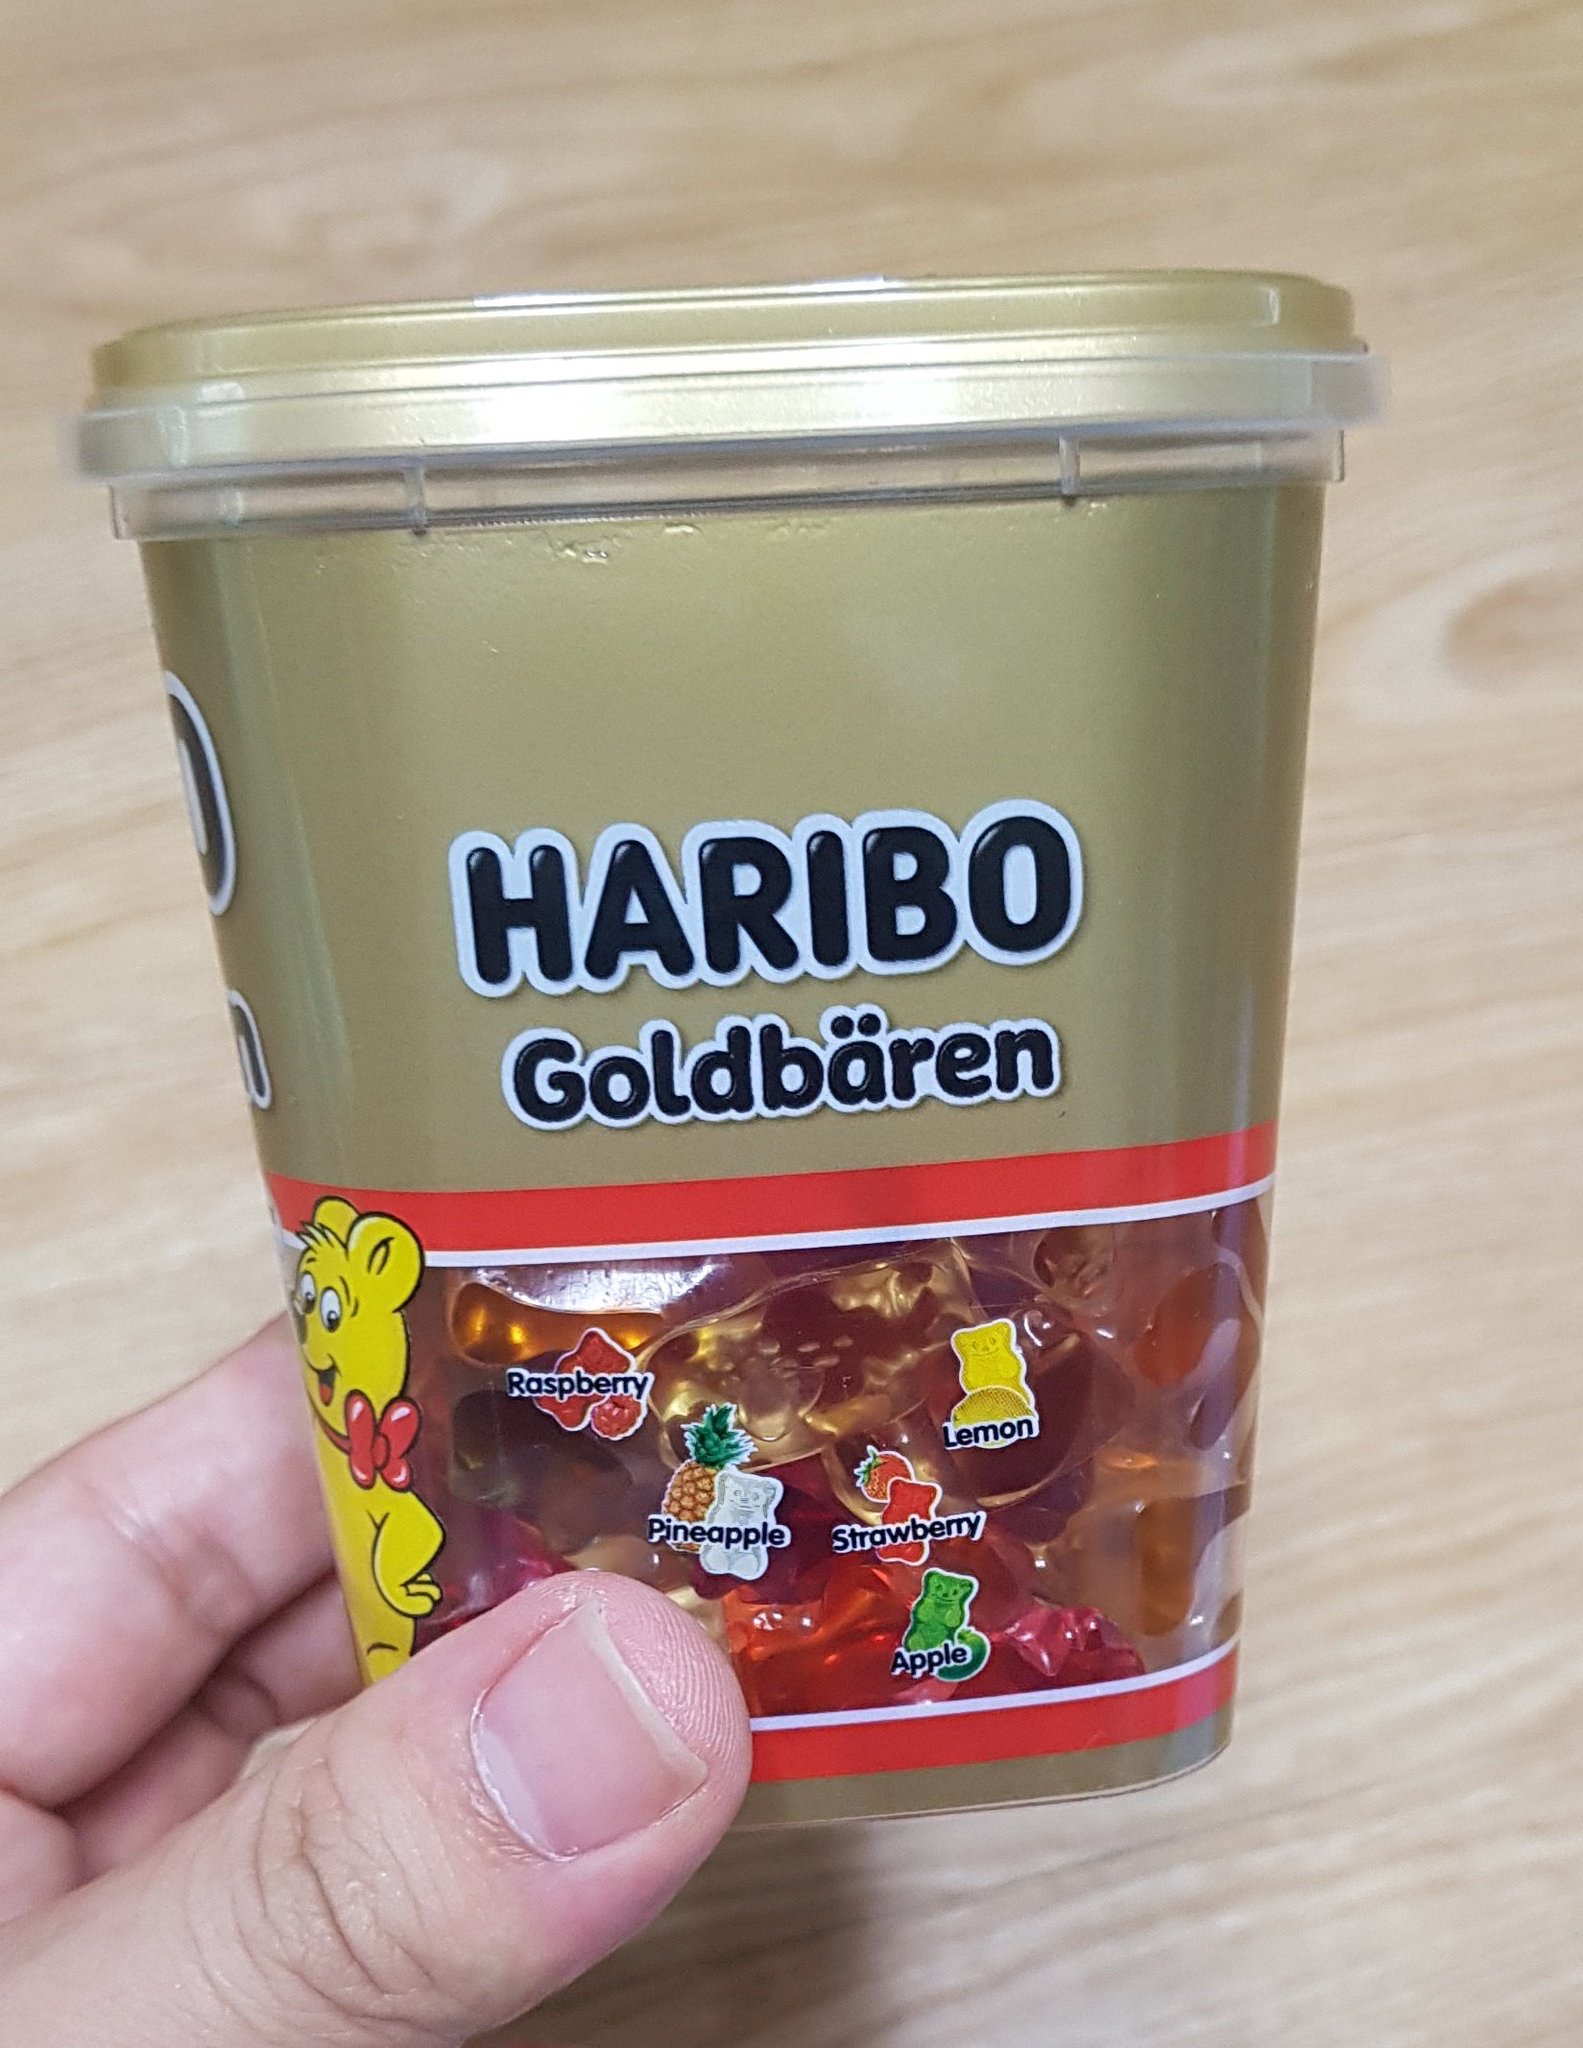 HARIBO
Goldbären
Raspberry
Lemon
Pineapple
Strawberry
Apple